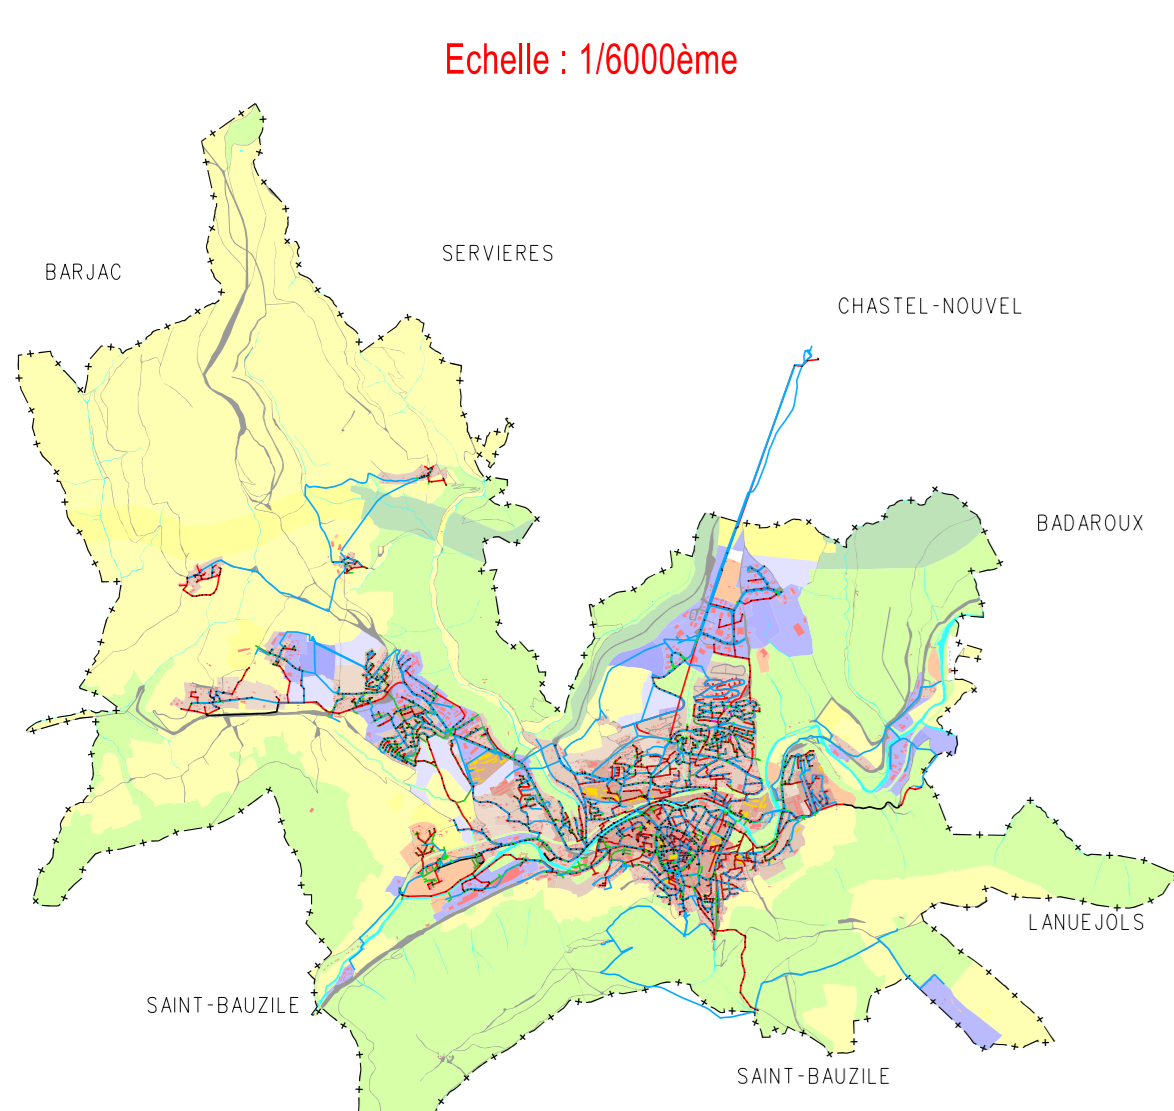 Echelle : 1/6000ème
SERVIERES
BARJAC
CHASTEL-NOUVEL
BADAROUX
LANUEJOLS
SAINT-BAUZILE
SAINT-BAUZILE